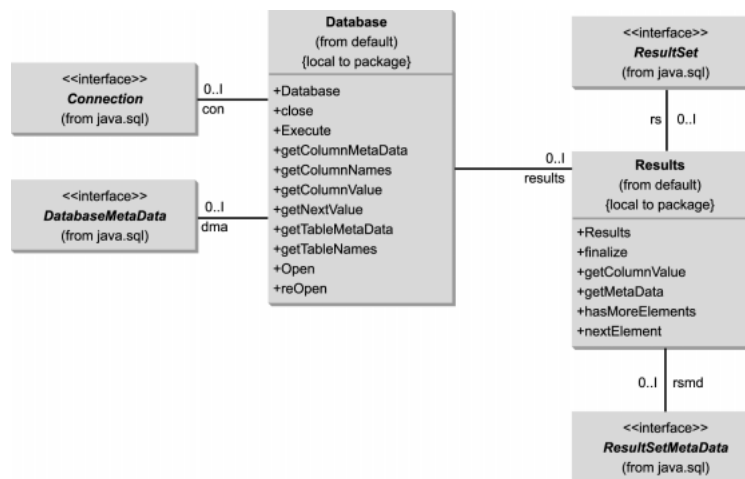 Database
(from default)
{local to package}
+Database
+close
+Execute
+getColumnMetaData
+getColumnNames
+getColumnValue
+getNextValue
+getTableMetaData
+getTableNames
+Open
+reOpen
<<interface>>
Connection
(from java.sql)
0..I
con
<<interface>>
DatabaseMetaData
(from java.sql)
0..I
dma
<<interface>>
ResultSet
(from java.sql)
rs 0..I
0..I
results
Results
(from default)
{local to package}
+Results
+finalize
+getColumnValue
+getMetaData
+hasMoreElements
+nextElement
0..I rsmd
<<interface>>
ResultSetMetaData
(from java.sql)